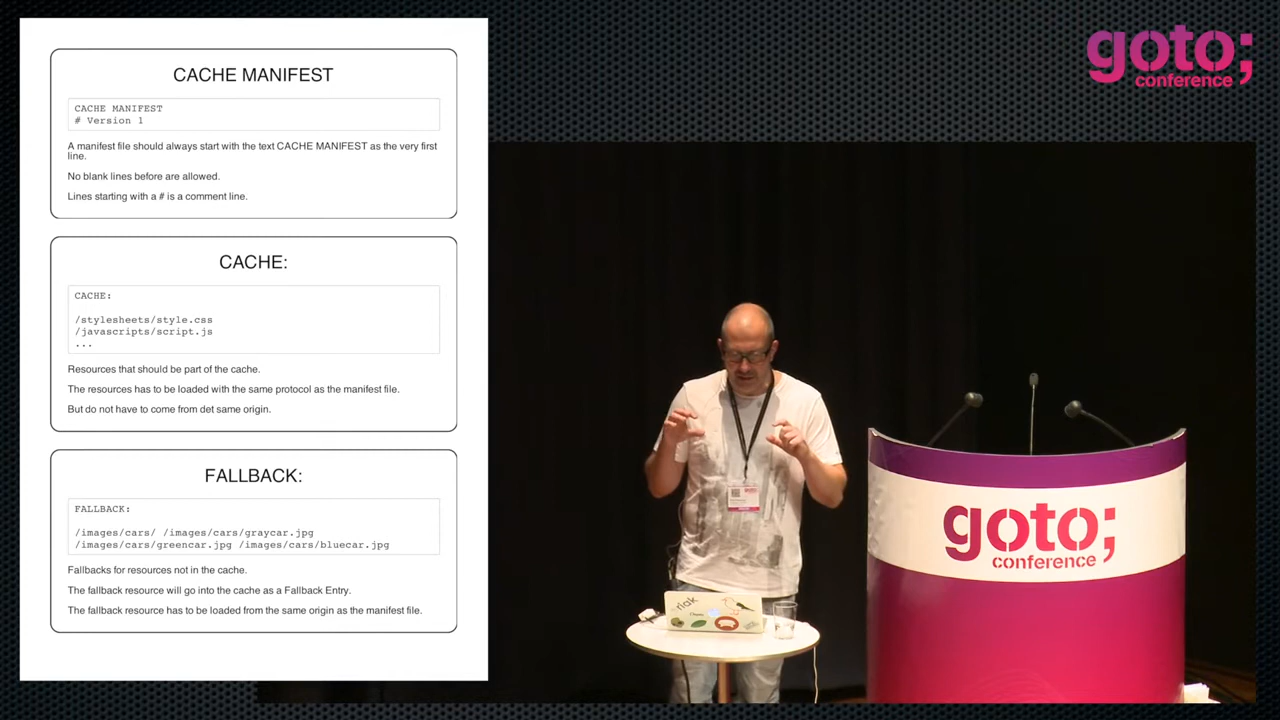 CACHE MANIFEST
CACHE MANIFEST
# Version 1
A manifest file should always start with the text CACHE MANIFEST as the very first
line.
No blank lines before are allowed.
Lines starting with a # is a comment line.
CACHE:
CACHE:
/stylesheets/style.css
/javascripts/script.js
...
Resources that should be part of the cache.
The resources has to be loaded with the same protocol as the manifest file.
But do not have to come from det same origin.
FALLBACK:
FALLBACK:
/images/cars/ /images/cars/graycar.jpg
/images/cars/greencar.jpg /images/cars/bluecar.jpg
Fallbacks for resources not in the cache.
The fallback resource will go into the cache as a Fallback Entry.
The fallback resource has to be loaded from the same origin as the manifest file.
goto;
conference
riak
goto;
conference